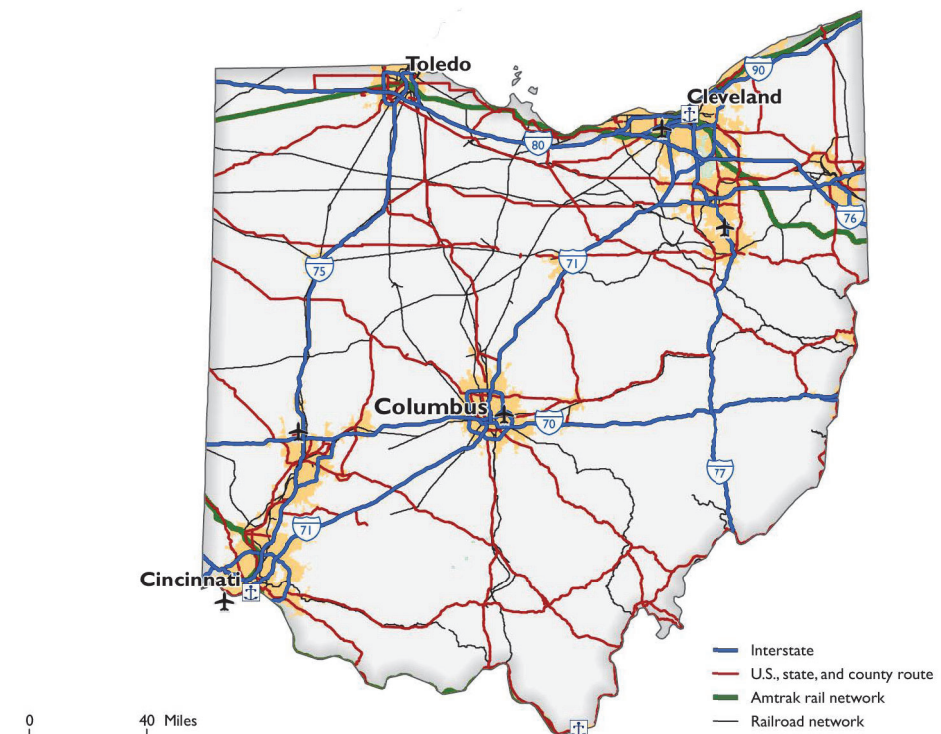 Toledo
90
Cleveland
80
76
75
71
Columbus
70
77
71
Cincinnati
Interstate
U.S., state, and county route
Amtrak rail network
Railroad network
0 40 Miles